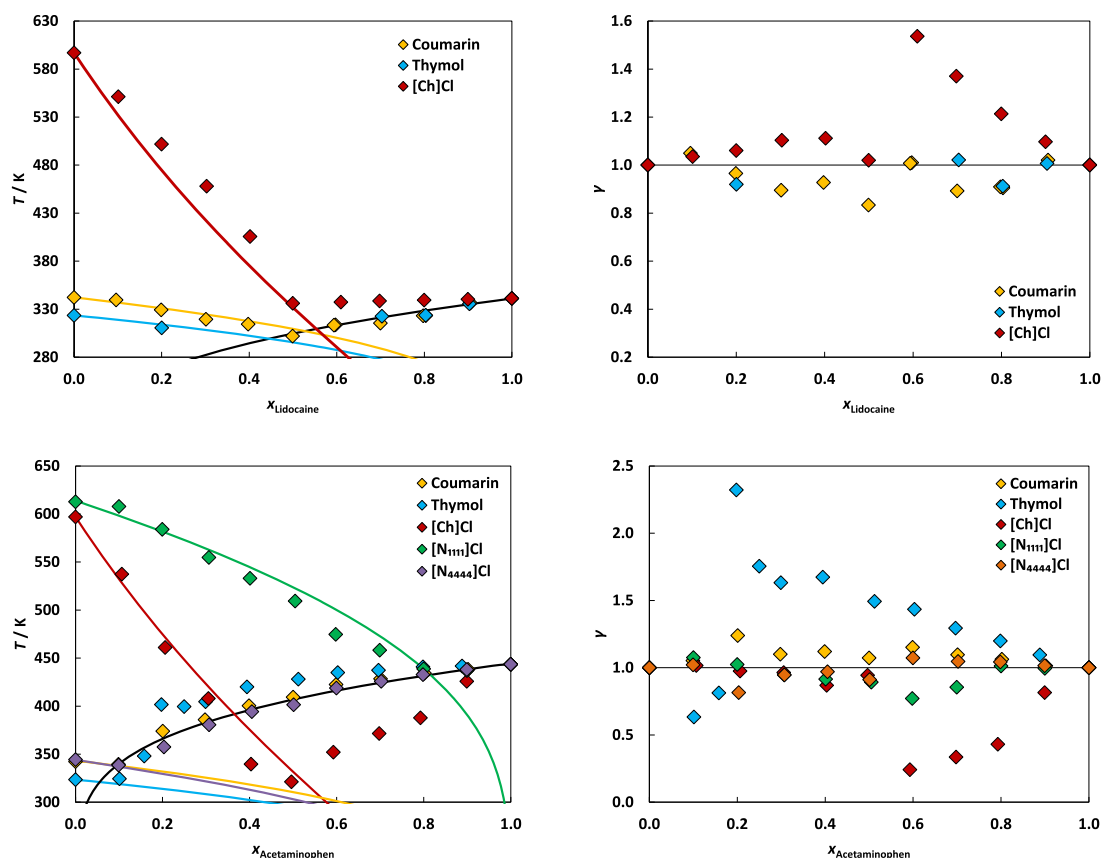 630
580
530
480
430
380
330
280
T / K
0.0 0.2 0.4 0.6 0.8 1.0
xLidocaine
Coumarin
Thymol
[Ch]Cl
1.6
1.4
1.2
1.0
0.8
0.6
0.4
0.2
γ
0.0 0.2 0.4 0.6 0.8 1.0
xLidocaine
Coumarin
Thymol
[Ch]Cl
650
600
550
500
450
400
350
300
T / K
0.0 0.2 0.4 0.6 0.8 1.0
xAcetaminophen
Coumarin
Thymol
[Ch]Cl
[N₁₁₁₁]Cl
[N₄₄₄₄]Cl
2.5
2.0
1.5
1.0
0.5
0.0
γ
0.0 0.2 0.4 0.6 0.8 1.0
xAcetaminophen
Coumarin
Thymol
[Ch]Cl
[N₁₁₁₁]Cl
[N₄₄₄₄]Cl